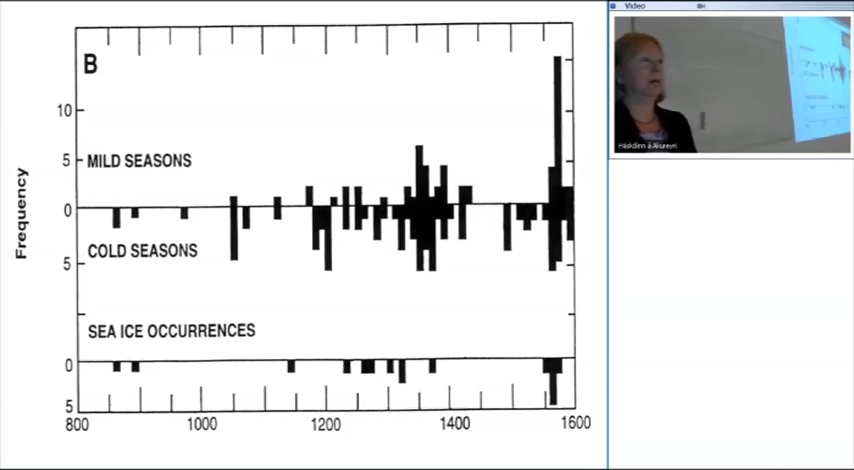 Video
B
10
MILD SEASONS
5
Frequency
0
COLD SEASONS
5
SEA ICE OCCURRENCES
0
5
800 1000 1200 1400 1600
Háskólinn á Akureyri